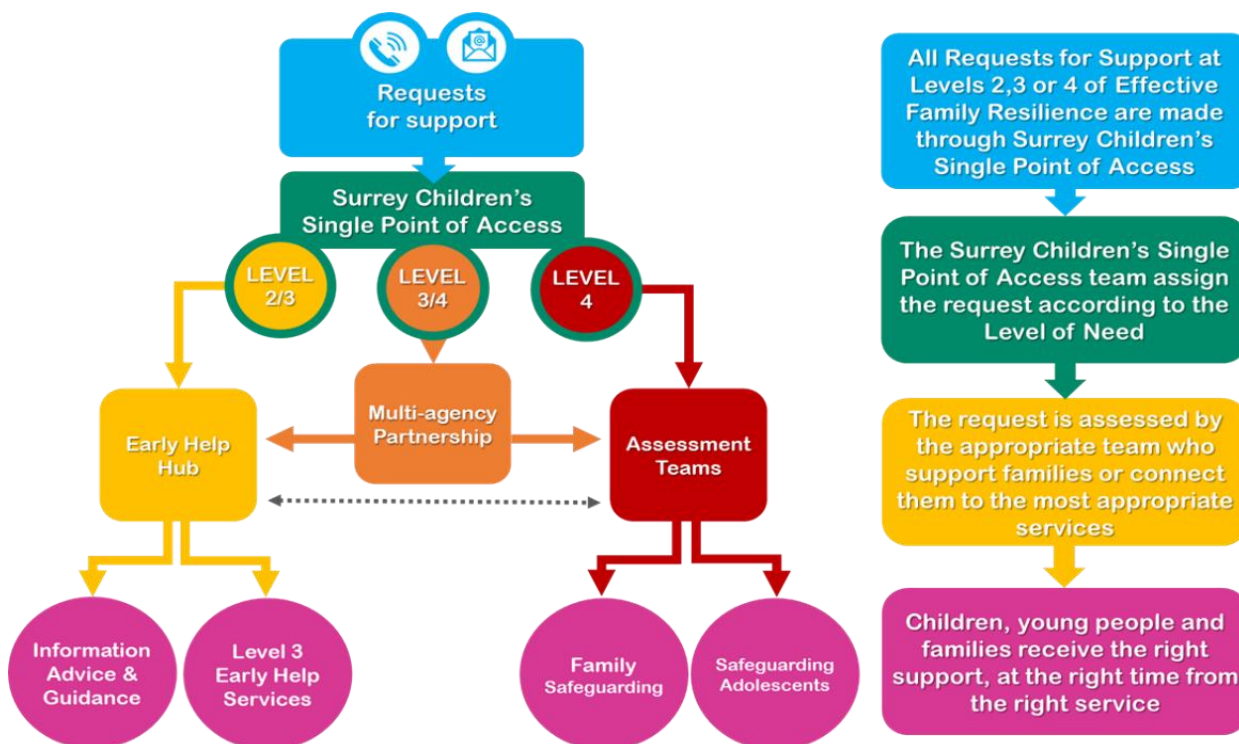 Requests
for support
Surrey Children's
Single Point of Access
LEVEL
2/3
LEVEL
3/4
LEVEL
4
Early Help
Hub
Multi-agency
Partnership
Assessment
Teams
Information
Advice &
Guidance
Level 3
Early Help
Services
Family
Safeguarding
Safeguarding
Adolescents
All Requests for Support at
Levels 2,3 or 4 of Effective
Family Resilience are made
through Surrey Children's
Single Point of Access
The Surrey Children's Single
Point of Access team assign
the request according to the
Level of Need
The request is assessed by
the appropriate team who
support families or connect
them to the most appropriate
services
Children, young people and
families receive the right
support, at the right time from
the right service